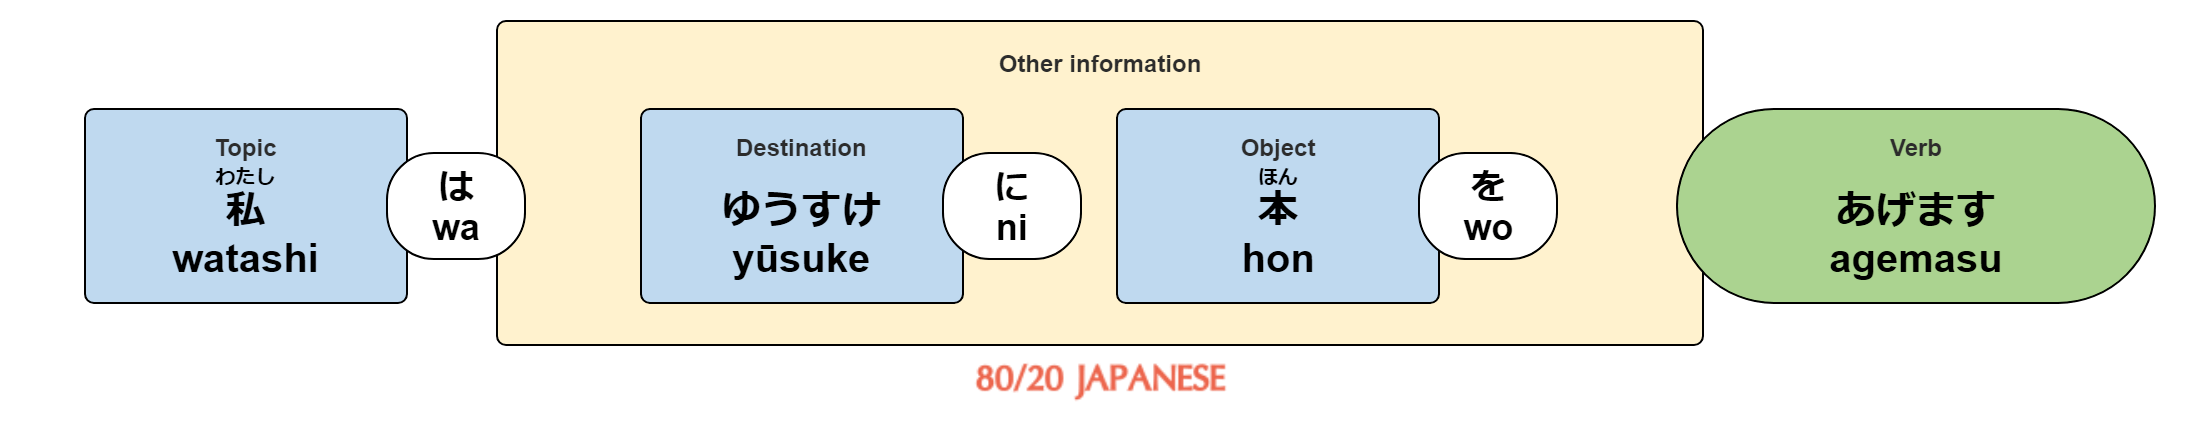 Other information
Topic
わたし
私
watashi
は
wa
Destination
ゆうすけ
yūsuke
に
ni
Object
ほん
本
hon
を
wo
Verb
あげます
agemasu
80/20 JAPANESE